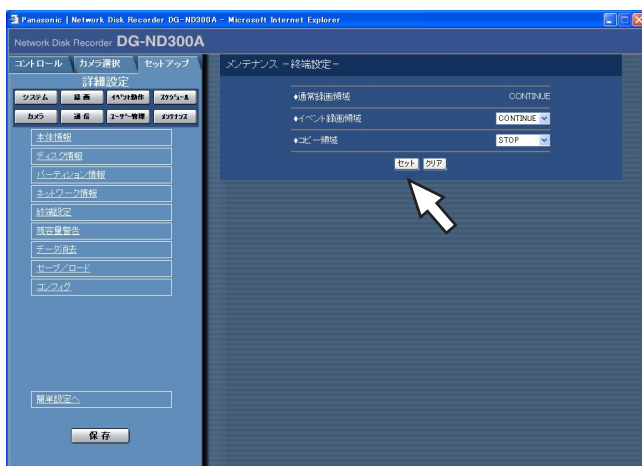 Panasonic | Network Disk Recorder DG-ND300A - Microsoft Internet Explorer
Network Disk Recorder DG-ND300A
コントロール カメラ選択 セットアップ
詳細設定
システム 録画 イベント動作 スケジュール
カメラ 通信 ユーザー管理 メンテナンス
本体情報
ディスク情報
パーティション情報
ネットワーク情報
終端設定
残容量警告
データ消去
セーブ/ロード
コンフィグ
簡単設定へ
保存
メンテナンス −終端設定−
♦通常録画領域 CONTINUE
♦イベント録画領域 CONTINUE
♦コピー領域 STOP
セット クリア